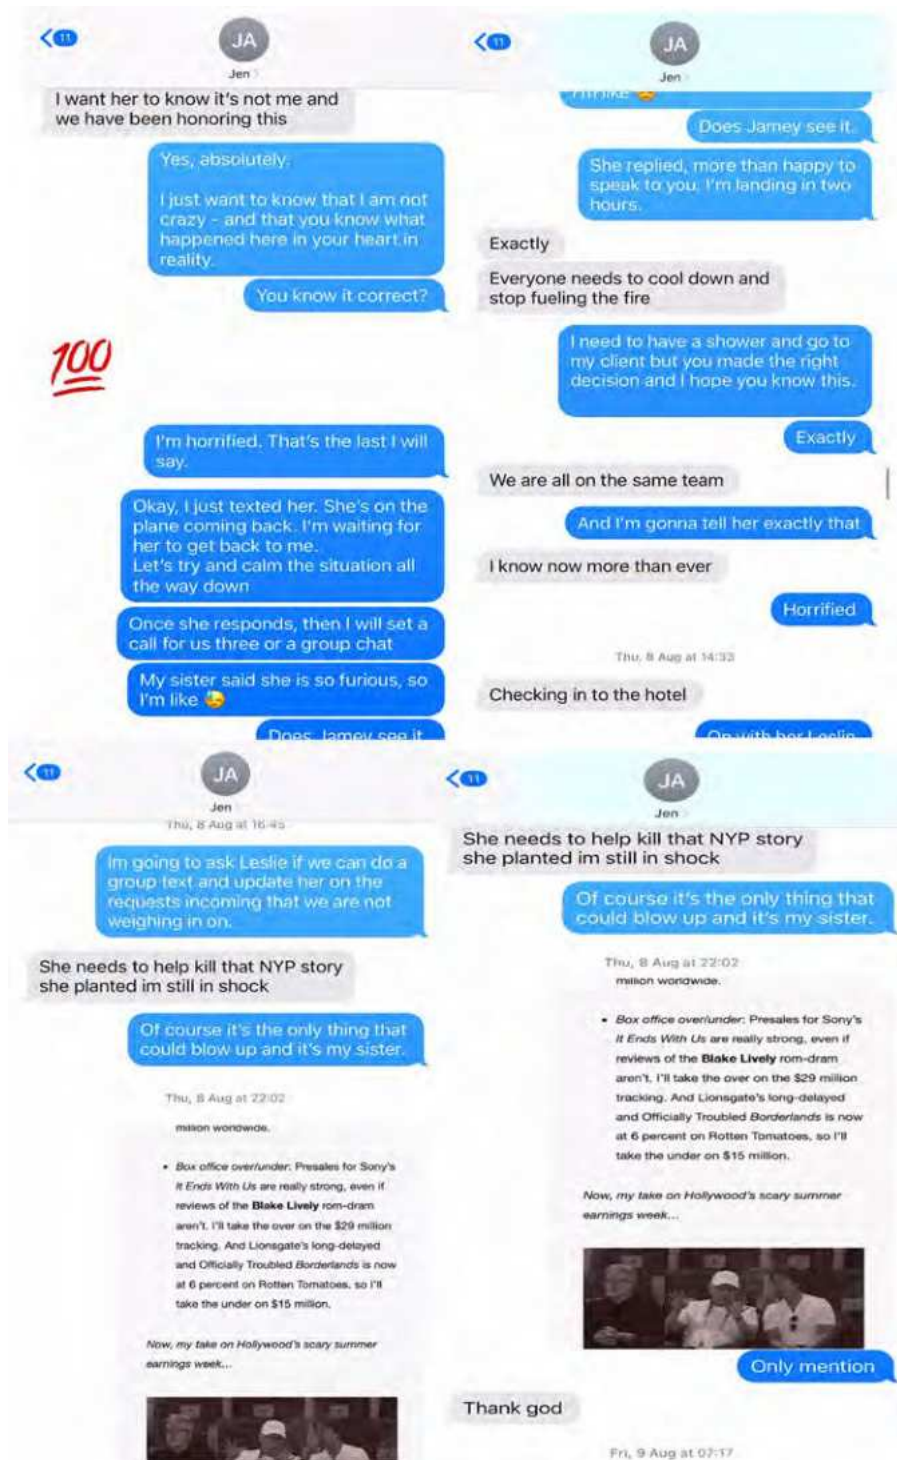 11
JA
Jen
I want her to know it's not me and
we have been honoring this
Yes, absolutely.
I just want to know that I am not
crazy – and that you know what
happened here in your heart in
reality.
You know it correct?
100
I'm horrified. That's the last I will
say.
Okay, I just texted her. She's on the
plane coming back. I'm waiting for
her to get back to me.
Let's try and calm the situation all
the way down
Once she responds, then I will set a
call for us three or a group chat
My sister said she is so furious, so
I'm like 😓
Does Jamey see it
11
JA
Jen
I'm like 😓
Does Jamey see it.
She replied, more than happy to
speak to you. I'm landing in two
hours.
Exactly
Everyone needs to cool down and
stop fueling the fire
I need to have a shower and go to
my client but you made the right
decision and I hope you know this.
Exactly
We are all on the same team
And I'm gonna tell her exactly that
I know now more than ever
Horrified
Thu, 8 Aug at 14:33
Checking in to the hotel
On with her Leslie
11
JA
Jen
Thu, 8 Aug at 16:45
Im going to ask Leslie if we can do a
group text and update her on the
requests incoming that we are not
weighing in on.
She needs to help kill that NYP story
she planted im still in shock
Of course it's the only thing that
could blow up and it's my sister.
Thu, 8 Aug at 22:02
million worldwide.
• Box office over/under: Presales for Sony's
It Ends With Us are really strong, even if
reviews of the Blake Lively rom-dram
aren't. I'll take the over on the $29 million
tracking. And Lionsgate's long-delayed
and Officially Troubled Borderlands is now
at 6 percent on Rotten Tomatoes, so I'll
take the under on $15 million.
Now, my take on Hollywood's scary summer
earnings week...
11
JA
Jen
She needs to help kill that NYP story
she planted im still in shock
Of course it's the only thing that
could blow up and it's my sister.
Thu, 8 Aug at 22:02
million worldwide.
• Box office over/under: Presales for Sony's
It Ends With Us are really strong, even if
reviews of the Blake Lively rom-dram
aren't. I'll take the over on the $29 million
tracking. And Lionsgate's long-delayed
and Officially Troubled Borderlands is now
at 6 percent on Rotten Tomatoes, so I'll
take the under on $15 million.
Now, my take on Hollywood's scary summer
earnings week...
Only mention
Thank god
Fri, 9 Aug at 07:17